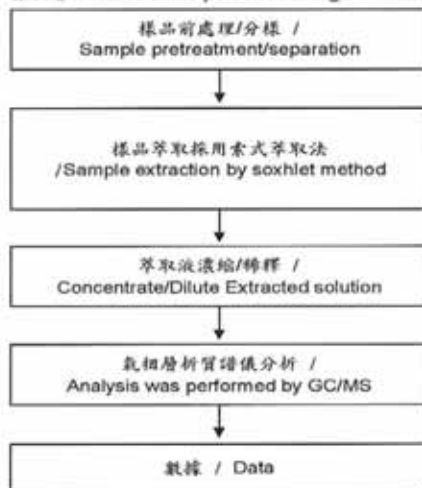 樣品前處理/分樣 /
Sample pretreatment/separation
樣品萃取採用索式萃取法
/Sample extraction by soxhlet method
萃取液濃縮/稀釋 /
Concentrate/Dilute Extracted solution
氣相層析質譜儀分析 /
Analysis was performed by GC/MS
數據 / Data